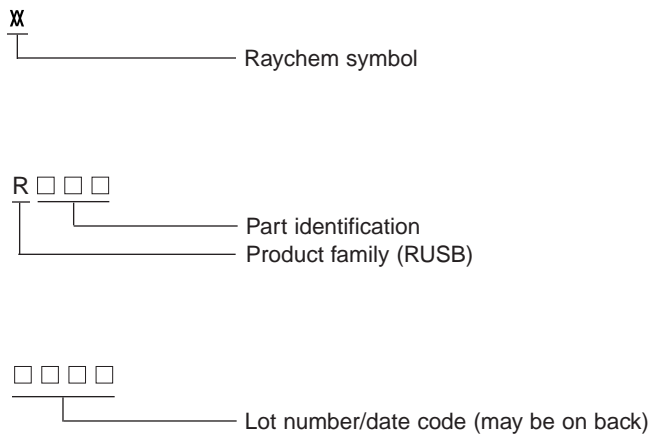 Raychem symbol
R □ □ □
Part identification
Product family (RUSB)
□ □ □ □
Lot number/date code (may be on back)